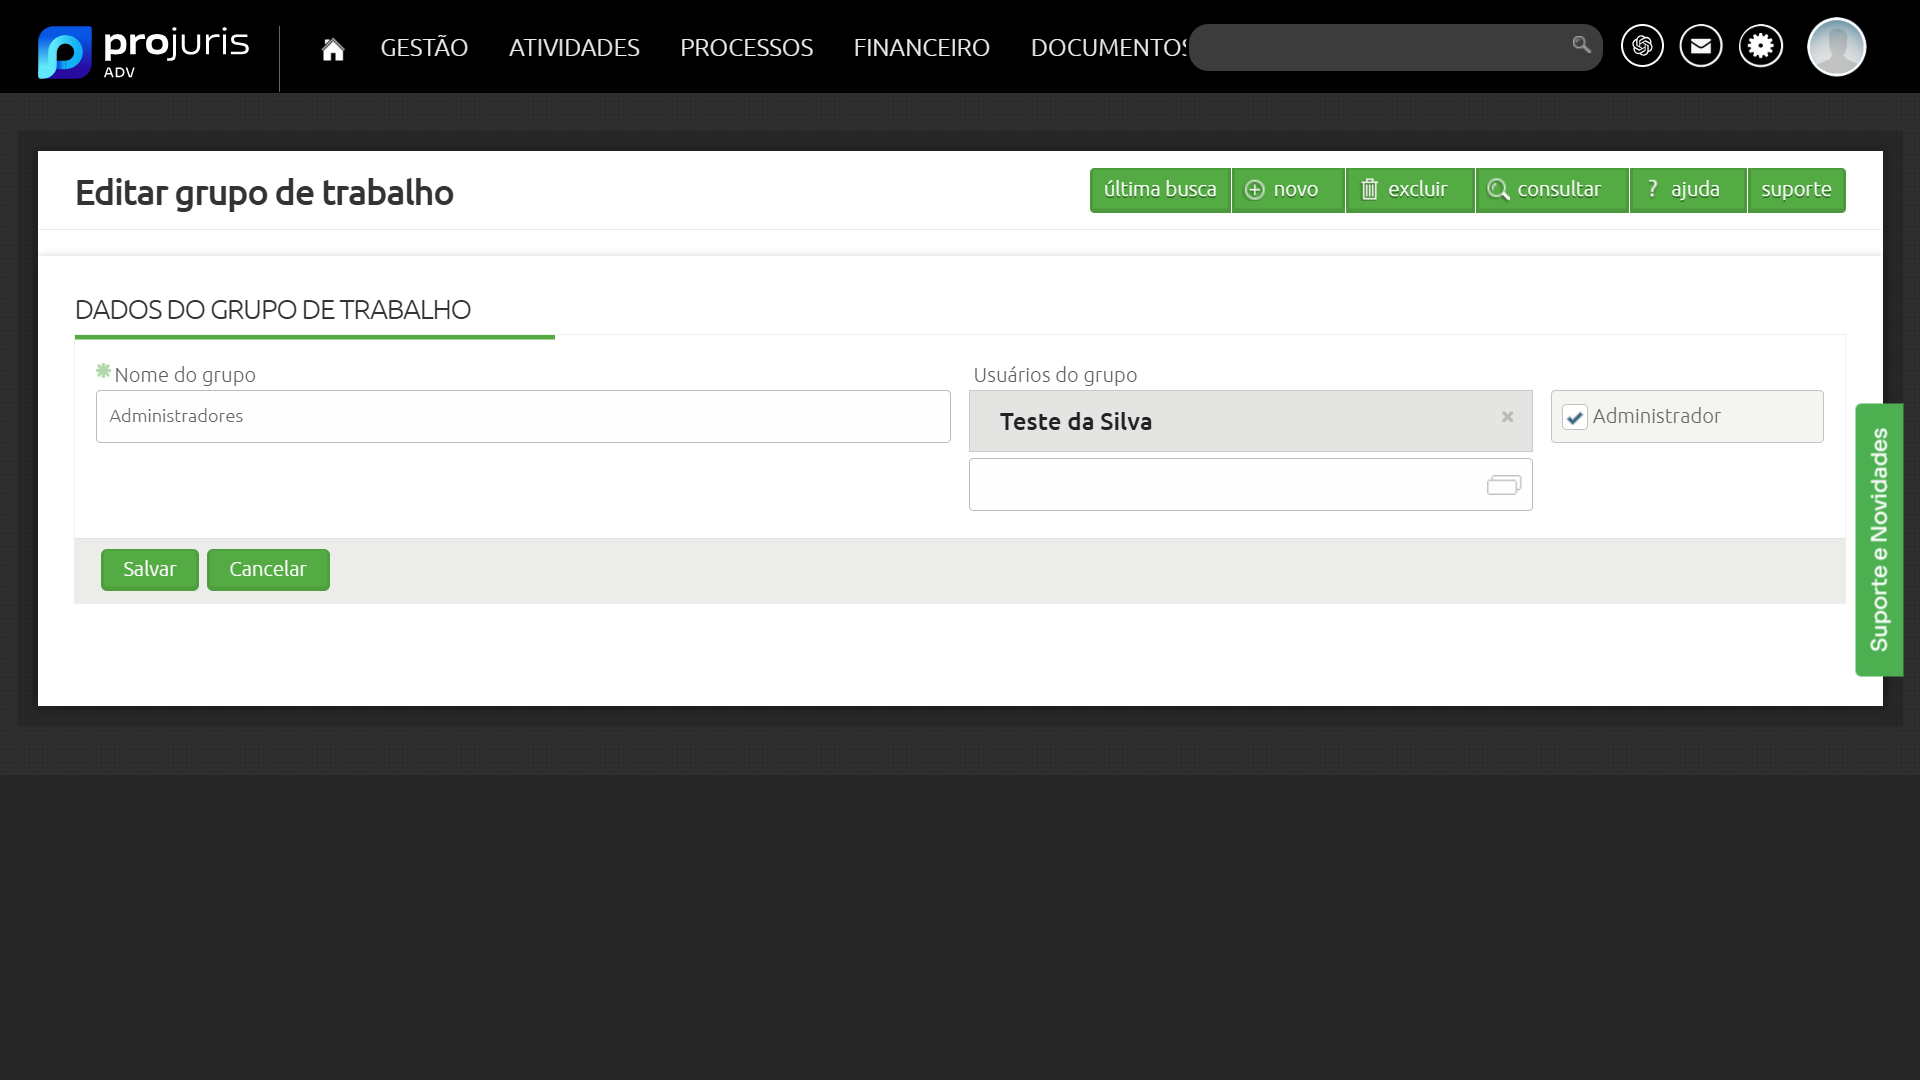 projuris
ADV
GESTÃO
ATIVIDADES
PROCESSOS
FINANCEIRO
DOCUMENTOS
Editar grupo de trabalho
última busca
novo
excluir
consultar
? ajuda
suporte
DADOS DO GRUPO DE TRABALHO
Nome do grupo
Administradores
Usuários do grupo
Teste da Silva
Administrador
Salvar
Cancelar
Suporte e Novidades